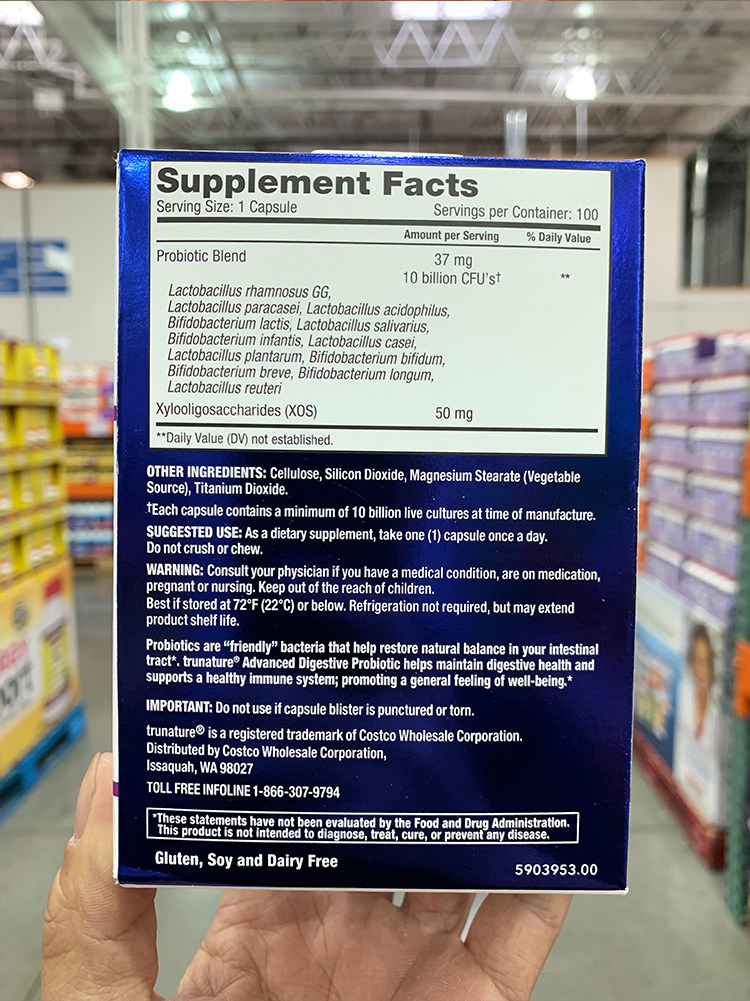 Supplement Facts
Serving Size: 1 Capsule Servings per Container: 100
Amount per Serving % Daily Value
Probiotic Blend 37 mg
10 billion CFU's† **
Lactobacillus rhamnosus GG,
Lactobacillus paracasei, Lactobacillus acidophilus,
Bifidobacterium lactis, Lactobacillus salivarius,
Bifidobacterium infantis, Lactobacillus casei,
Lactobacillus plantarum, Bifidobacterium bifidum,
Bifidobacterium breve, Bifidobacterium longum,
Lactobacillus reuteri
Xylooligosaccharides (XOS) 50 mg
**Daily Value (DV) not established.
OTHER INGREDIENTS: Cellulose, Silicon Dioxide, Magnesium Stearate (Vegetable
Source), Titanium Dioxide.
†Each capsule contains a minimum of 10 billion live cultures at time of manufacture.
SUGGESTED USE: As a dietary supplement, take one (1) capsule once a day.
Do not crush or chew.
WARNING: Consult your physician if you have a medical condition, are on medication,
pregnant or nursing. Keep out of the reach of children.
Best if stored at 72°F (22°C) or below. Refrigeration not required, but may extend
product shelf life.
Probiotics are “friendly” bacteria that help restore natural balance in your intestinal
tract*. trunature® Advanced Digestive Probiotic helps maintain digestive health and
supports a healthy immune system; promoting a general feeling of well-being.*
IMPORTANT: Do not use if capsule blister is punctured or torn.
trunature® is a registered trademark of Costco Wholesale Corporation.
Distributed by Costco Wholesale Corporation,
Issaquah, WA 98027
TOLL FREE INFOLINE 1-866-307-9794
*These statements have not been evaluated by the Food and Drug Administration.
This product is not intended to diagnose, treat, cure, or prevent any disease.
Gluten, Soy and Dairy Free 5903953.00